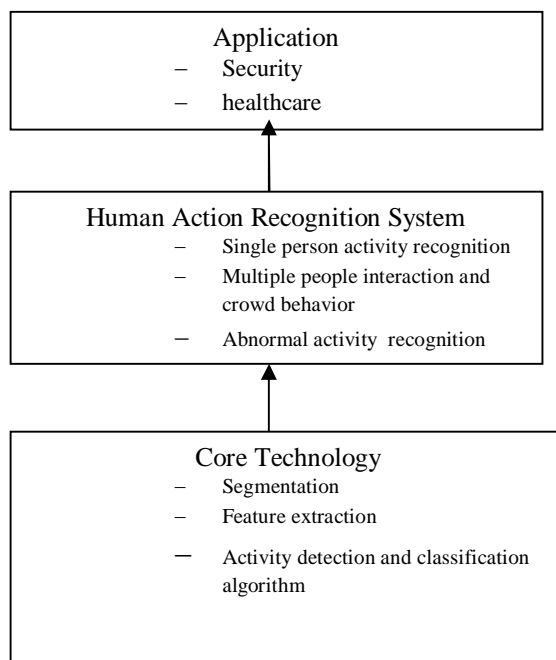 Application
– Security
– healthcare
Human Action Recognition System
– Single person activity recognition
– Multiple people interaction and
crowd behavior
– Abnormal activity recognition
Core Technology
– Segmentation
– Feature extraction
– Activity detection and classification
algorithm